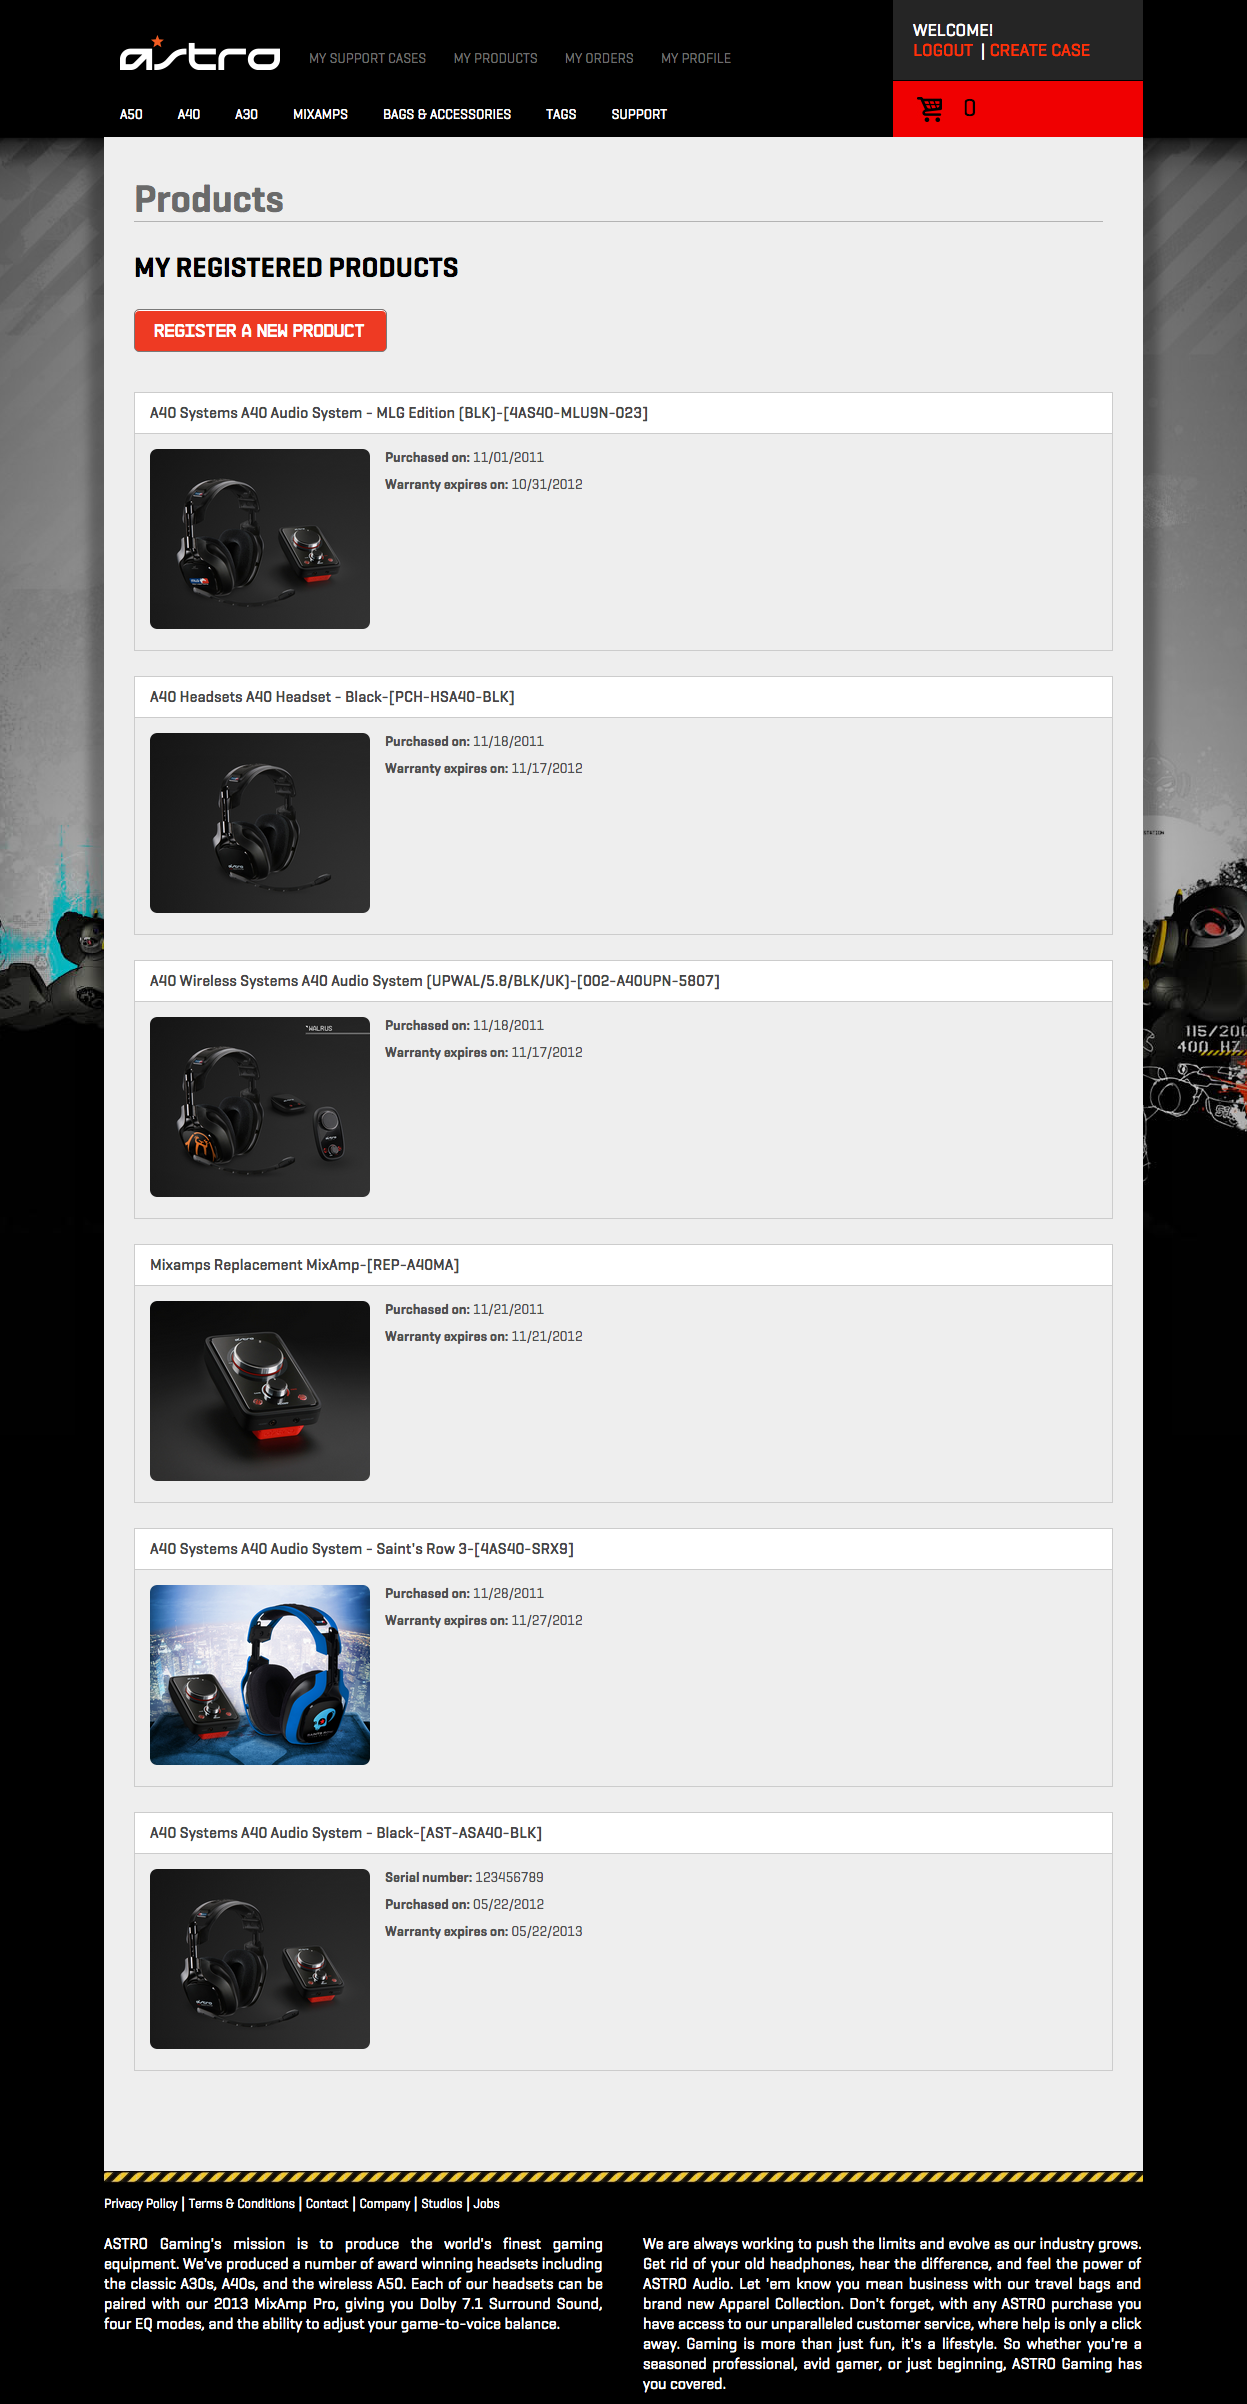 astro
MY SUPPORT CASES MY PRODUCTS MY ORDERS MY PROFILE
WELCOME!
LOGOUT | CREATE CASE
A50 A40 A30 MIXAMPS BAGS & ACCESSORIES TAGS SUPPORT
0
Products
MY REGISTERED PRODUCTS
REGISTER A NEW PRODUCT
A40 Systems A40 Audio System - MLG Edition (BLK)-[4AS40-MLU9N-023]
Purchased on: 11/01/2011
Warranty expires on: 10/31/2012
A40 Headsets A40 Headset - Black-[PCH-HSA40-BLK]
Purchased on: 11/18/2011
Warranty expires on: 11/17/2012
astro
STATION
A40 Wireless Systems A40 Audio System (UPWAL/5.8/BLK/UK)-[002-A40UPN-5807]
WALRUS
Purchased on: 11/18/2011
Warranty expires on: 11/17/2012
115/200
400 HZ
Mixamps Replacement MixAmp-[REP-A40MA]
Purchased on: 11/21/2011
Warranty expires on: 11/21/2012
astro
A40 Systems A40 Audio System - Saint's Row 3-[4AS40-SRX9]
Purchased on: 11/28/2011
Warranty expires on: 11/27/2012
A40 Systems A40 Audio System - Black-[AST-ASA40-BLK]
Serial number: 123456789
Purchased on: 05/22/2012
Warranty expires on: 05/22/2013
astro
Privacy Policy | Terms & Conditions | Contact | Company | Studios | Jobs
ASTRO Gaming's mission is to produce the world's finest gaming
equipment. We've produced a number of award winning headsets including
the classic A30s, A40s, and the wireless A50. Each of our headsets can be
paired with our 2013 MixAmp Pro, giving you Dolby 7.1 Surround Sound,
four EQ modes, and the ability to adjust your game-to-voice balance.
We are always working to push the limits and evolve as our industry grows.
Get rid of your old headphones, hear the difference, and feel the power of
ASTRO Audio. Let 'em know you mean business with our travel bags and
brand new Apparel Collection. Don't forget, with any ASTRO purchase you
have access to our unparalleled customer service, where help is only a click
away. Gaming is more than just fun, it's a lifestyle. So whether you're a
seasoned professional, avid gamer, or just beginning, ASTRO Gaming has
you covered.